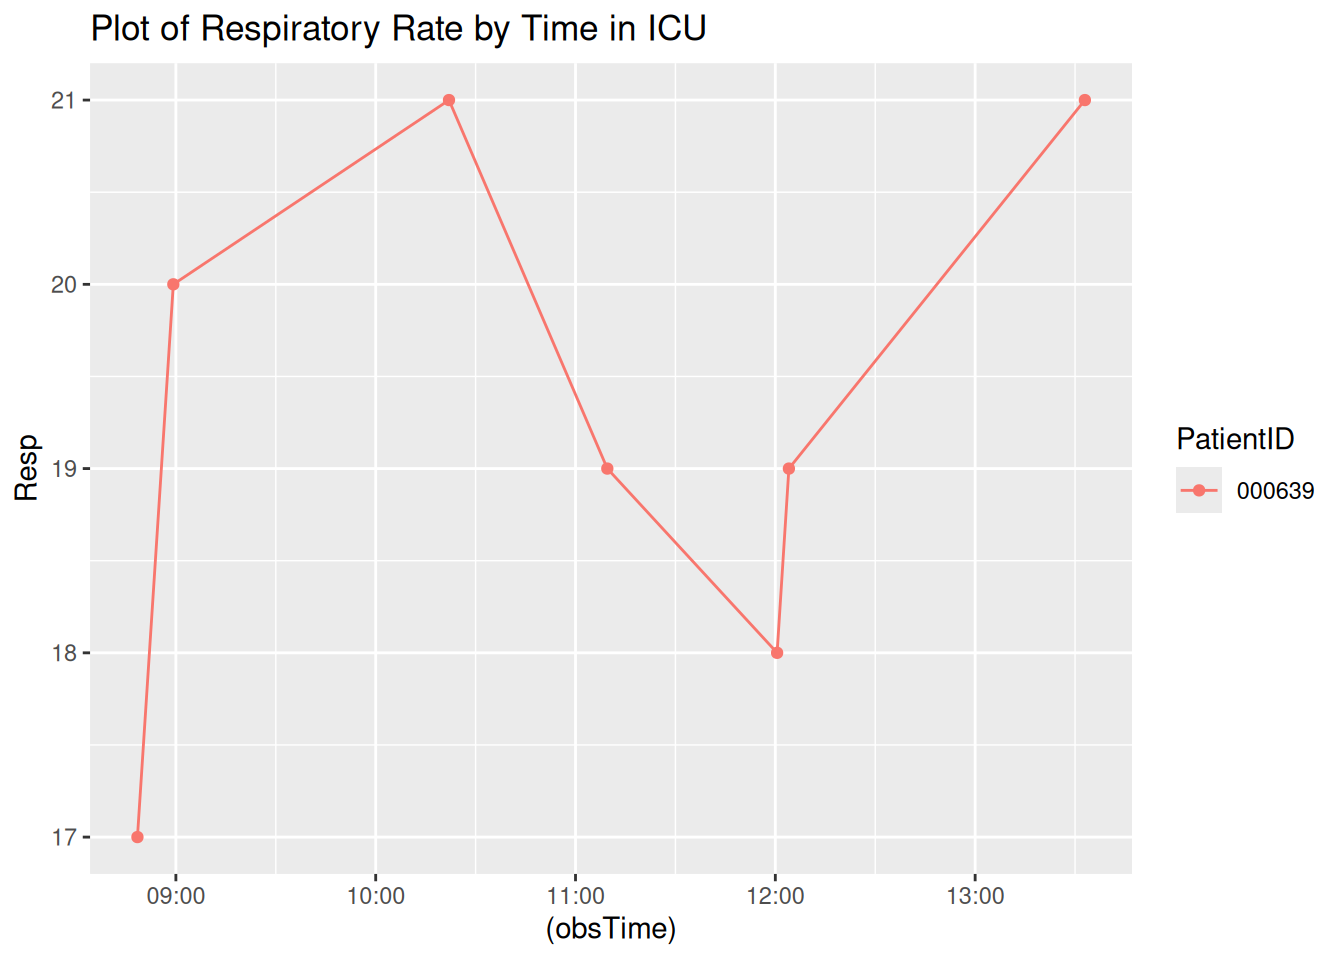 Plot of Respiratory Rate by Time in ICU
21
20
19
18
17
Resp
09:00 10:00 11:00 12:00 13:00
(obsTime)
PatientID
000639